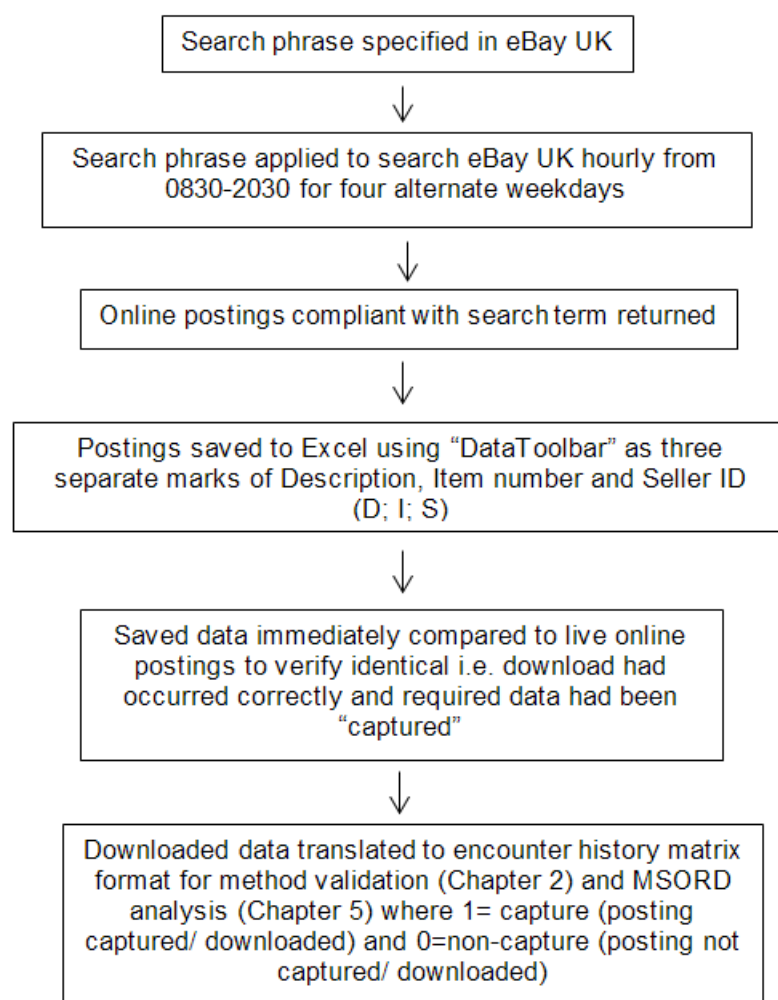 Search phrase specified in eBay UK
Search phrase applied to search eBay UK hourly from
0830-2030 for four alternate weekdays
Online postings compliant with search term returned
Postings saved to Excel using “DataToolbar” as three
separate marks of Description, Item number and Seller ID
(D; I; S)
Saved data immediately compared to live online
postings to verify identical i.e. download had
occurred correctly and required data had been
“captured”
Downloaded data translated to encounter history matrix
format for method validation (Chapter 2) and MSORD
analysis (Chapter 5) where 1= capture (posting
captured/ downloaded) and 0=non-capture (posting not
captured/ downloaded)